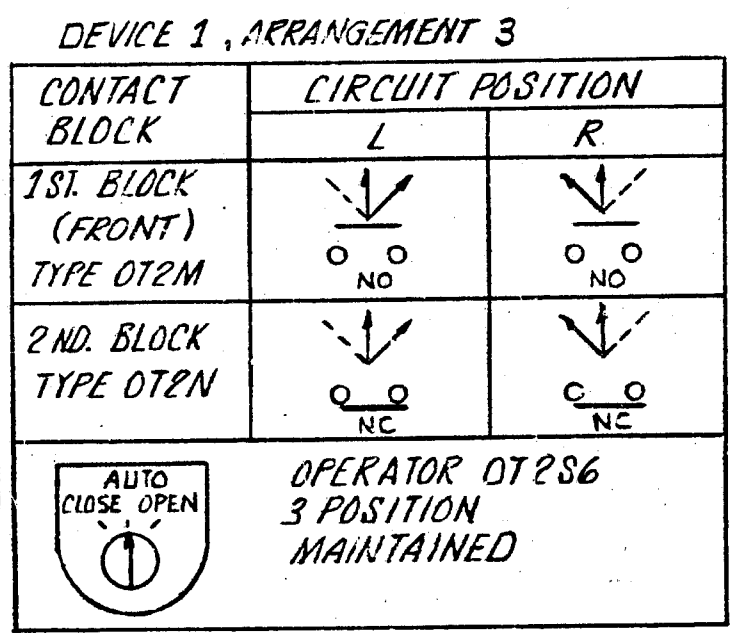 DEVICE 1, ARRANGEMENT 3
CONTACT BLOCK
CIRCUIT POSITION
L
R
1ST. BLOCK
(FRONT)
TYPE OT2M
NO
NO
2ND. BLOCK
TYPE OT2N
NC
NC
AUTO
CLOSE OPEN
OPERATOR OT2S6
3 POSITION
MAINTAINED